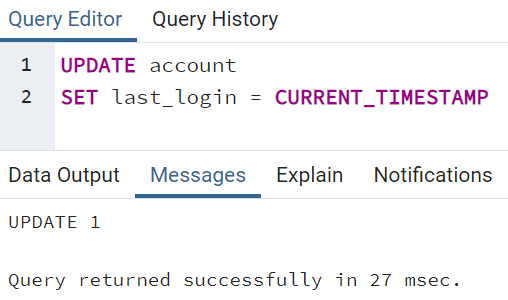 Query Editor Query History
1 UPDATE account
2 SET last_login = CURRENT_TIMESTAMP
Data Output Messages Explain Notifications
UPDATE 1
Query returned successfully in 27 msec.